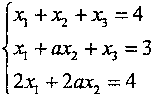 x₁ + x₂ + x₃ = 4
x₁ + ax₂ + x₃ = 3
2x₁ + 2ax₂ = 4